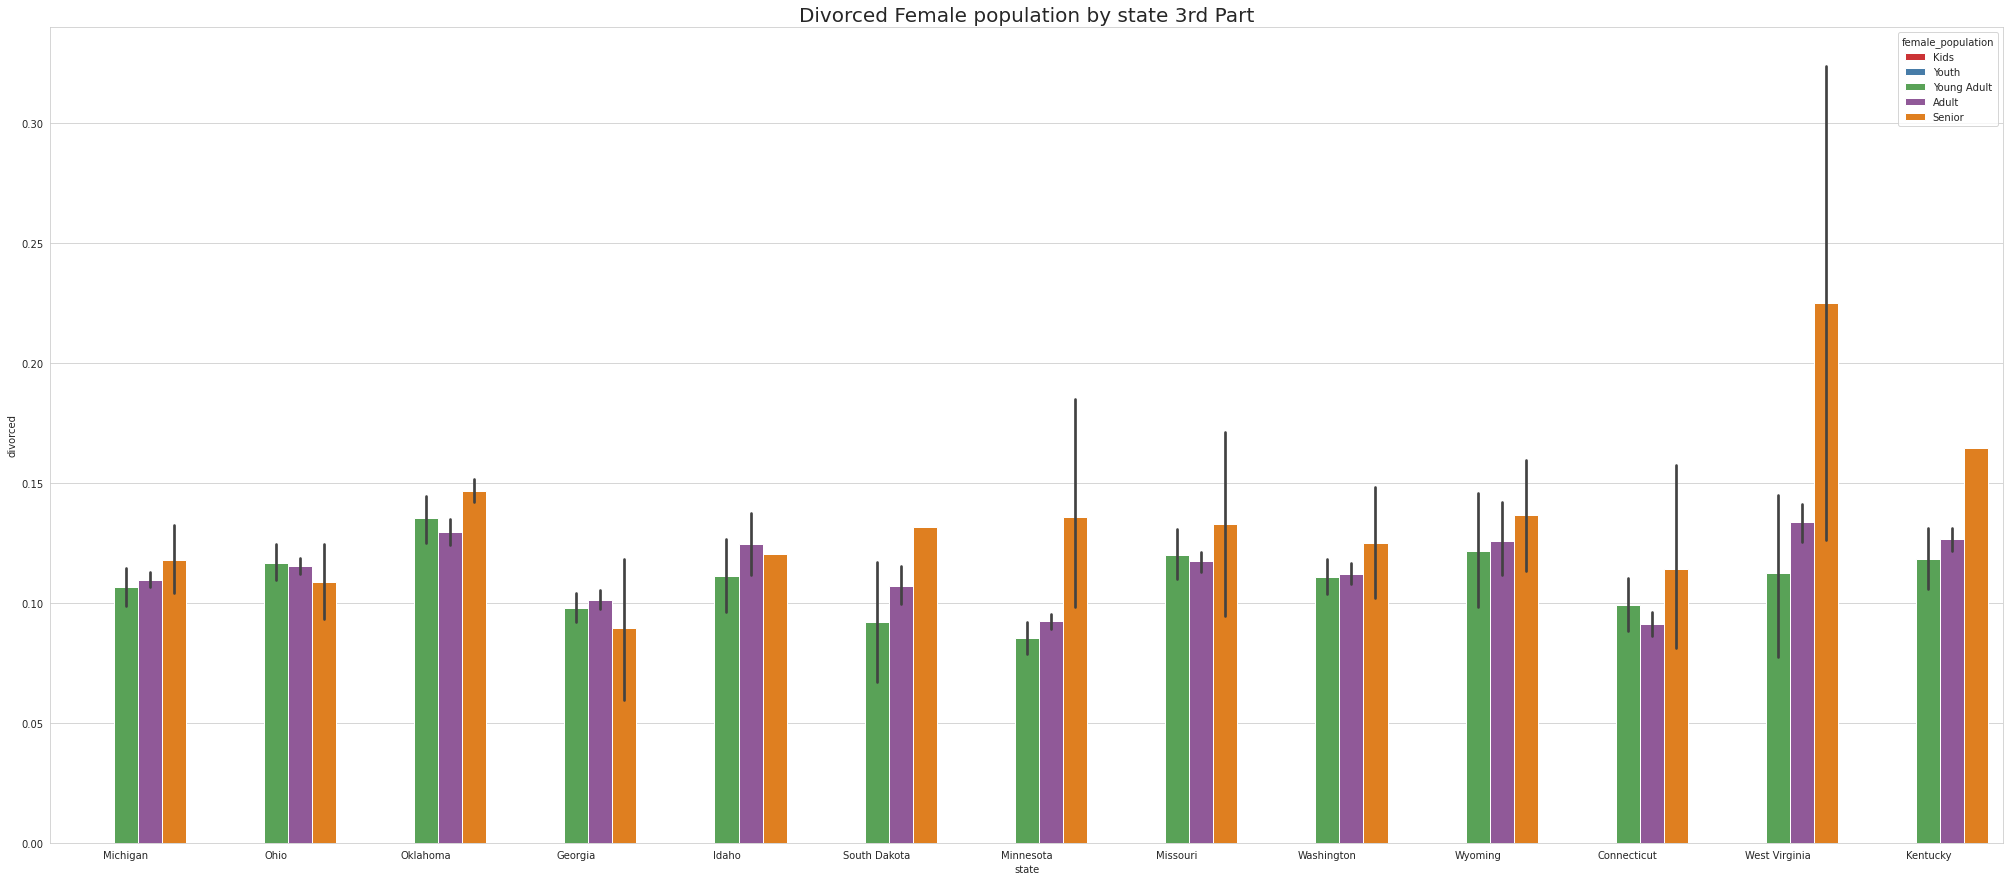 Divorced Female population by state 3rd Part
female_population
Kids
Youth
Young Adult
Adult
Senior
0.30
0.25
0.20
0.15
0.10
0.05
0.00
divorced
Michigan Ohio Oklahoma Georgia Idaho South Dakota Minnesota Missouri Washington Wyoming Connecticut West Virginia Kentucky
state